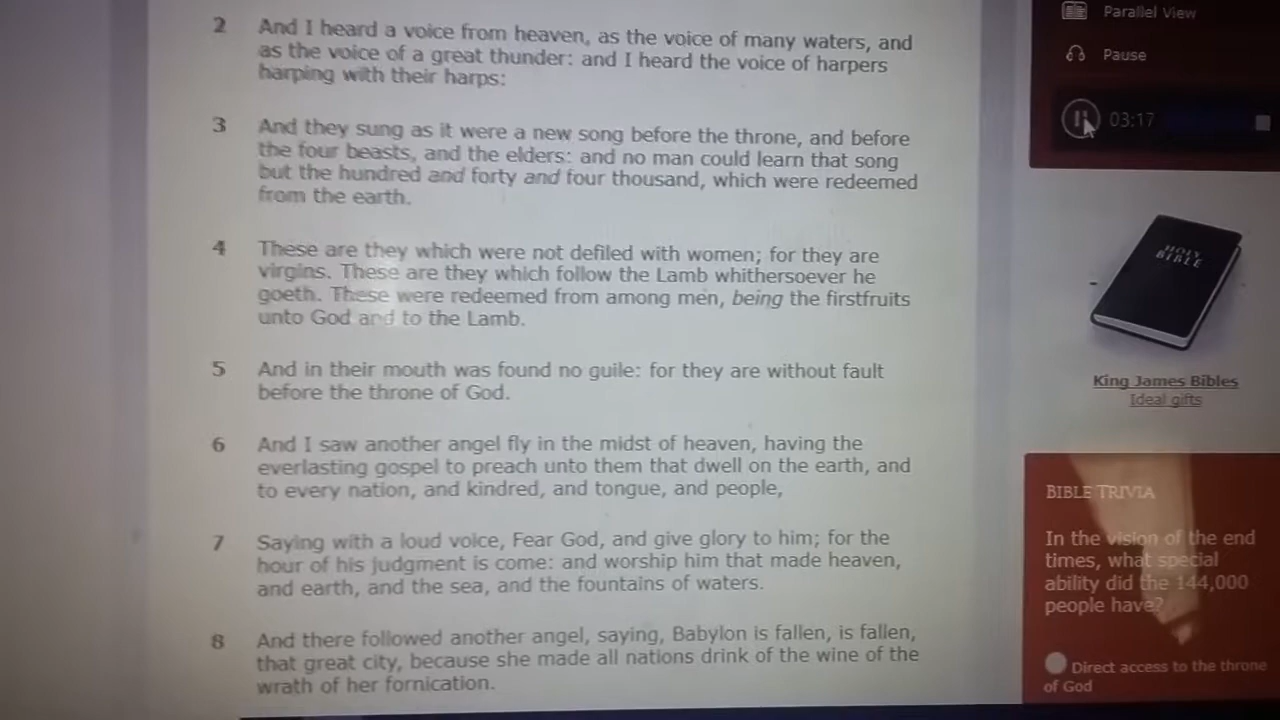 2 And I heard a voice from heaven, as the voice of many waters, and
as the voice of a great thunder: and I heard the voice of harpers
harping with their harps:
3 And they sung as it were a new song before the throne, and before
the four beasts, and the elders: and no man could learn that song
but the hundred and forty and four thousand, which were redeemed
from the earth.
4 These are they which were not defiled with women; for they are
virgins. These are they which follow the Lamb whithersoever he
goeth. These were redeemed from among men, being the firstfruits
unto God and to the Lamb.
5 And in their mouth was found no guile: for they are without fault
before the throne of God.
6 And I saw another angel fly in the midst of heaven, having the
everlasting gospel to preach unto them that dwell on the earth, and
to every nation, and kindred, and tongue, and people,
7 Saying with a loud voice, Fear God, and give glory to him; for the
hour of his judgment is come: and worship him that made heaven,
and earth, and the sea, and the fountains of waters.
8 And there followed another angel, saying, Babylon is fallen, is fallen,
that great city, because she made all nations drink of the wine of the
wrath of her fornication.
Parallel View
Pause
03:17
HOLY
BIBLE
King James Bibles
Ideal gifts
BIBLE TRIVIA
In the vision of the end
times, what special
ability did the 144,000
people have?
Direct access to the throne
of God